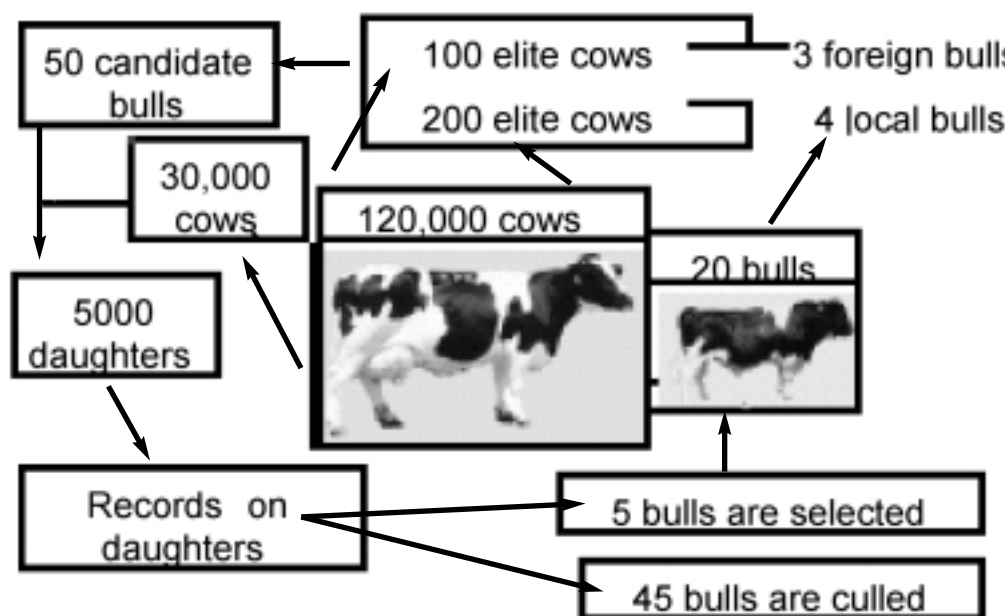 50 candidate
bulls
100 elite cows
3 foreign bulls
200 elite cows
4 local bulls
30,000
cows
120,000 cows
20 bulls
5000
daughters
Records on
daughters
5 bulls are selected
45 bulls are culled